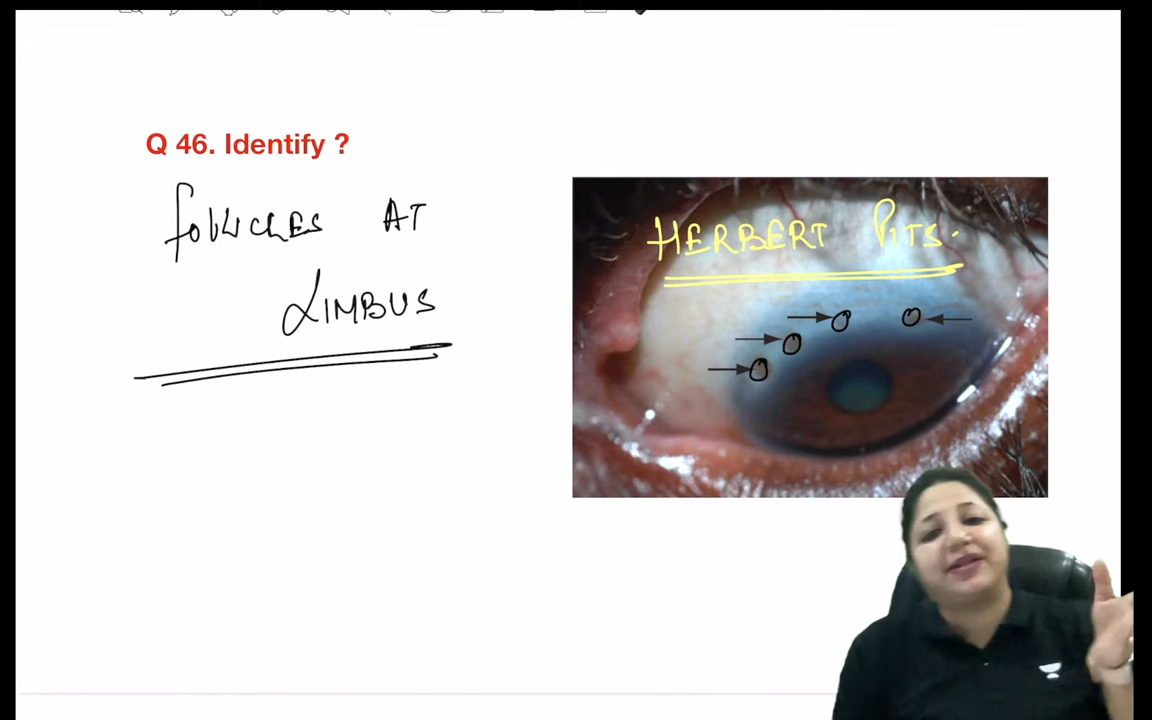 Q 46. Identify ?
follicles AT
LIMBUS
HERBERT PITS.